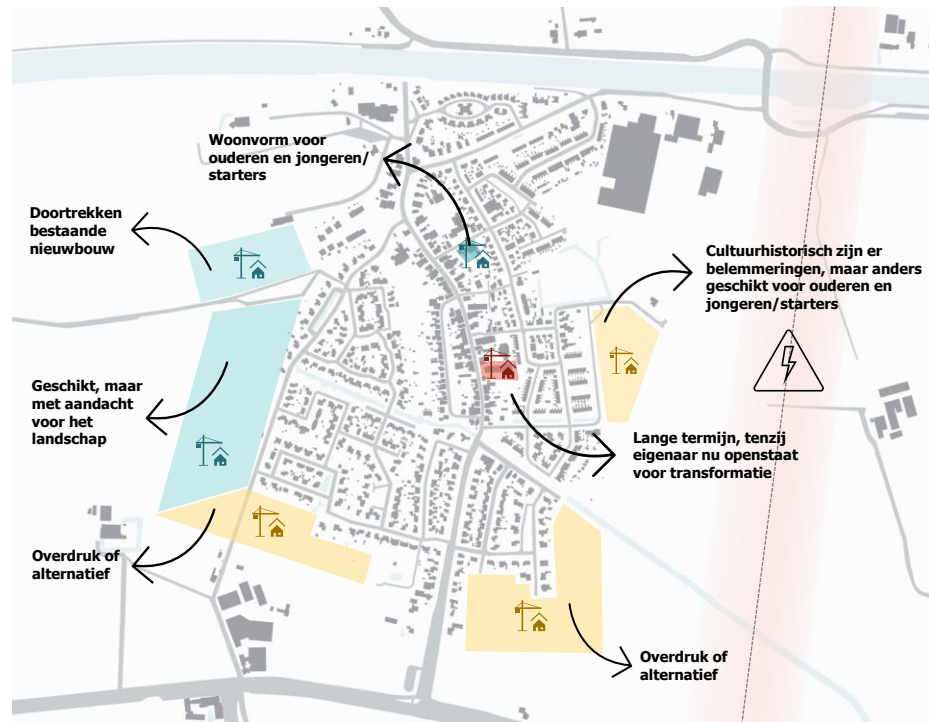 Woonvorm voor
ouderen en jongeren/
starters
Doortrekken
bestaande
nieuwbouw
Cultuurhistorisch zijn er
belemmeringen, maar anders
geschikt voor ouderen en
jongeren/starters
Geschikt, maar
met aandacht
voor het
landschap
Lange termijn, tenzij
eigenaar nu openstaat
voor transformatie
Overdruk of
alternatief
Overdruk of
alternatief